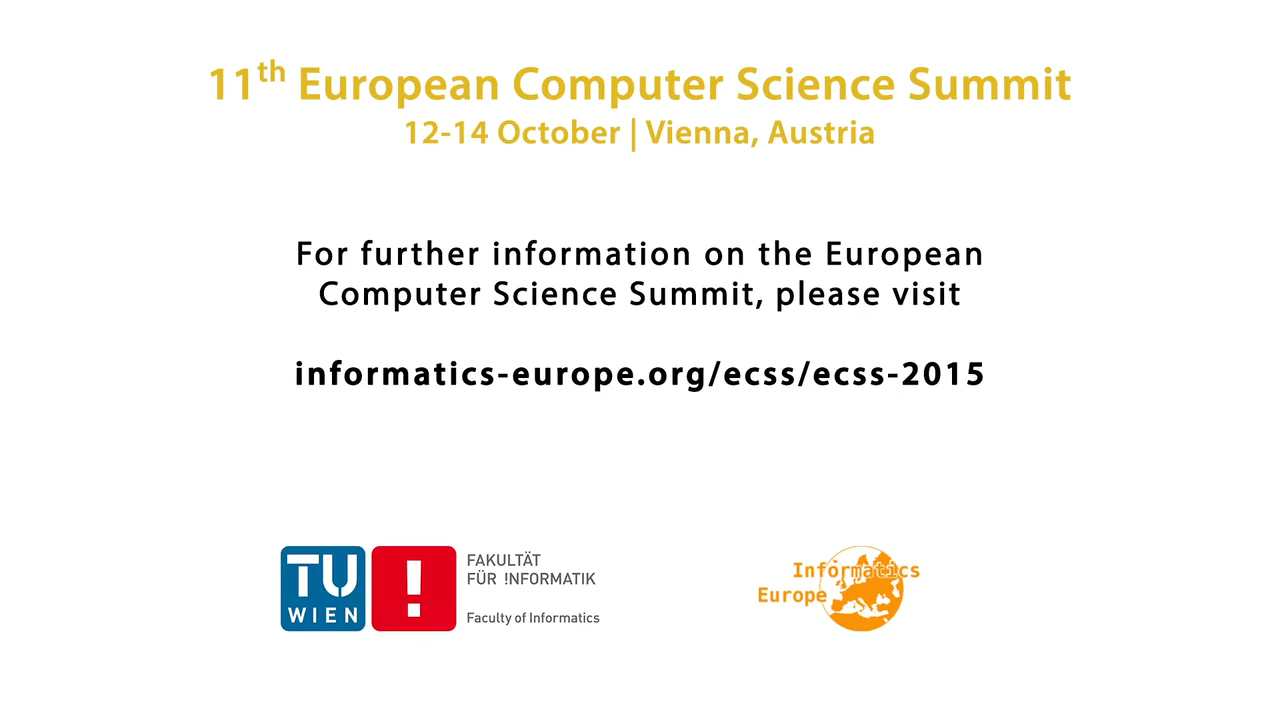 11th European Computer Science Summit
12-14 October | Vienna, Austria
For further information on the European
Computer Science Summit, please visit
informatics-europe.org/ecss/ecss-2015
TU
WIEN
!
FAKULTÄT
FÜR !NFORMATIK
Faculty of Informatics
Informatics
Europe